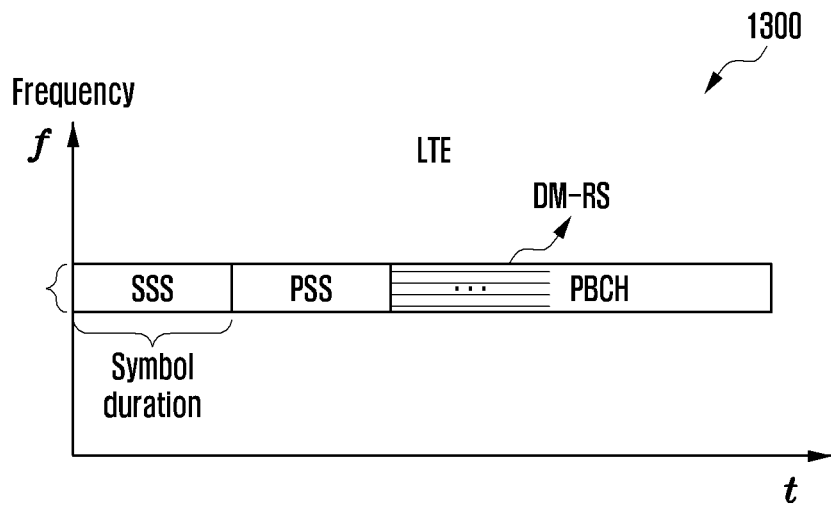 1300
Frequency
f
LTE
DM-RS
SSS
PSS
...
PBCH
Symbol
duration
t